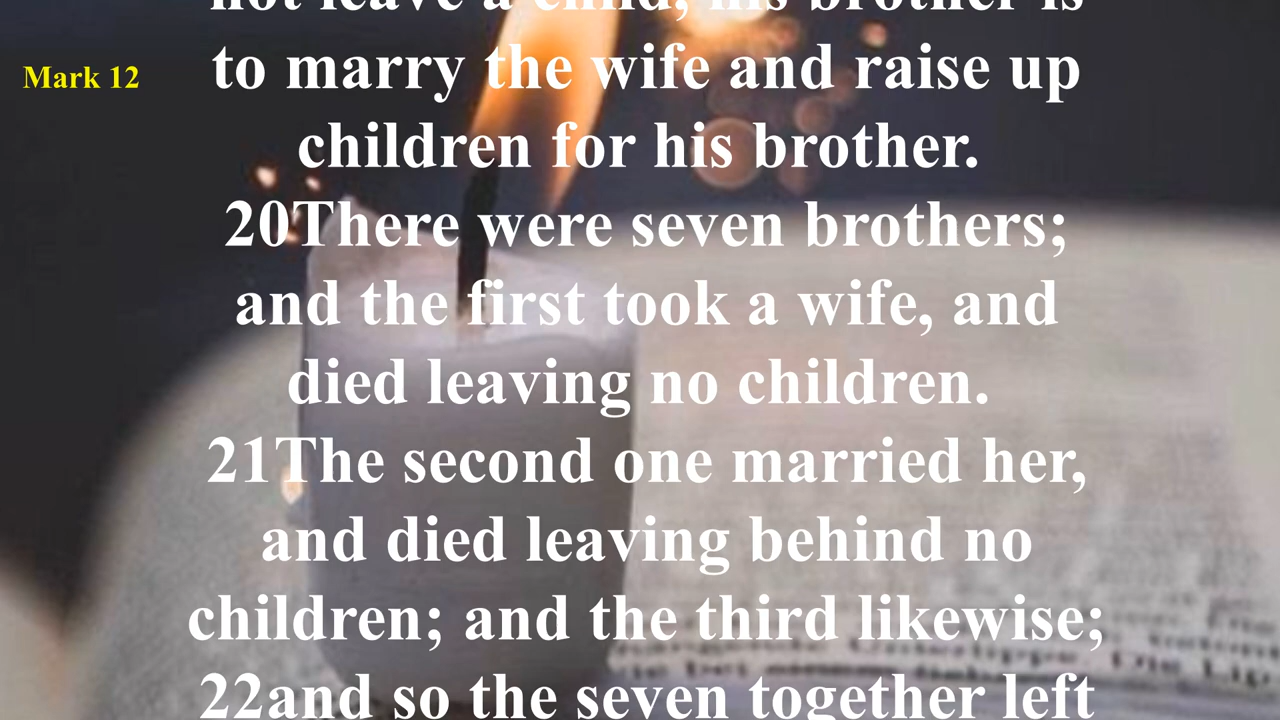 not leave a child, his brother is
Mark 12
to marry the wife and raise up
children for his brother.
20There were seven brothers;
and the first took a wife, and
died leaving no children.
21The second one married her,
and died leaving behind no
children; and the third likewise;
22and so the seven together left